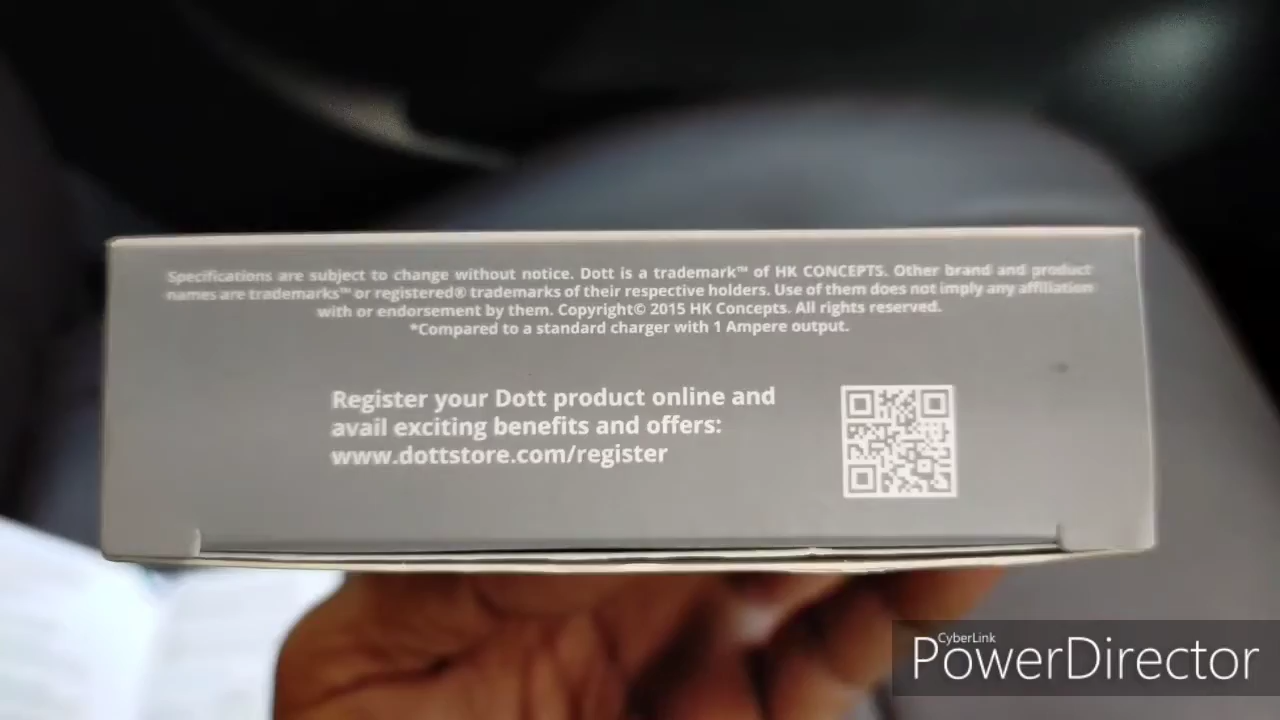 Specifications are subject to change without notice. Dott is a trademark™ of HK CONCEPTS. Other brand and product
names are trademarks™ or registered® trademarks of their respective holders. Use of them does not imply any affiliation
with or endorsement by them. Copyright© 2015 HK Concepts. All rights reserved.
*Compared to a standard charger with 1 Ampere output.
Register your Dott product online and
avail exciting benefits and offers:
www.dottstore.com/register
CyberLink
PowerDirector